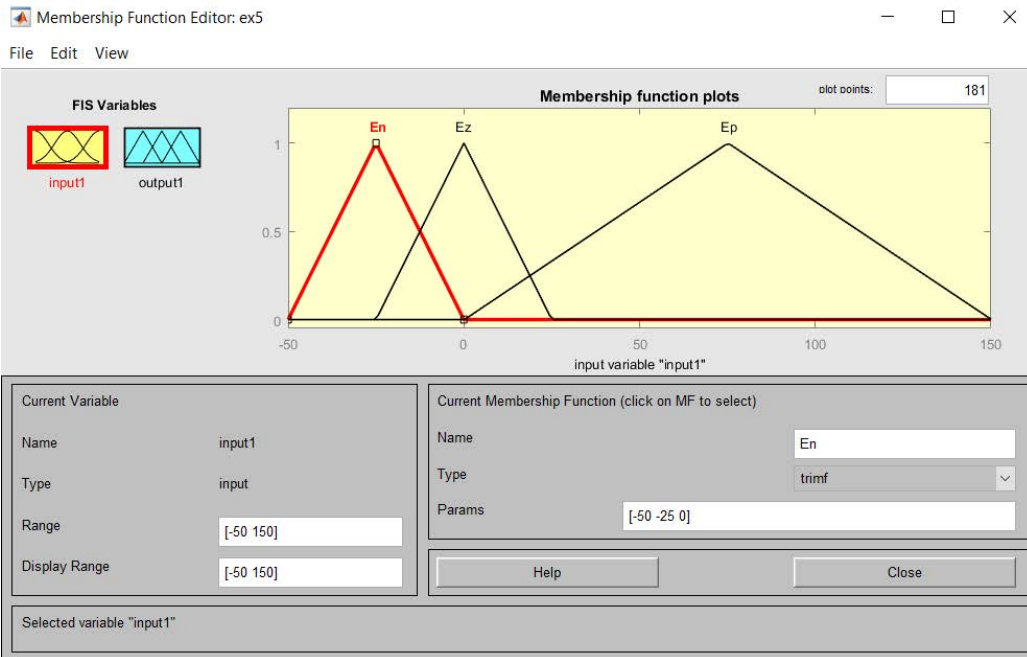 Membership Function Editor: ex5
File Edit View
FIS Variables
input1 output1
Membership function plots
plot points: 181
En Ez Ep
1
0.5
0
-50 0 50 100 150
input variable "input1"
Current Variable
Name input1
Type input
Range [-50 150]
Display Range [-50 150]
Current Membership Function (click on MF to select)
Name En
Type trimf
Params [-50 -25 0]
Help Close
Selected variable "input1"